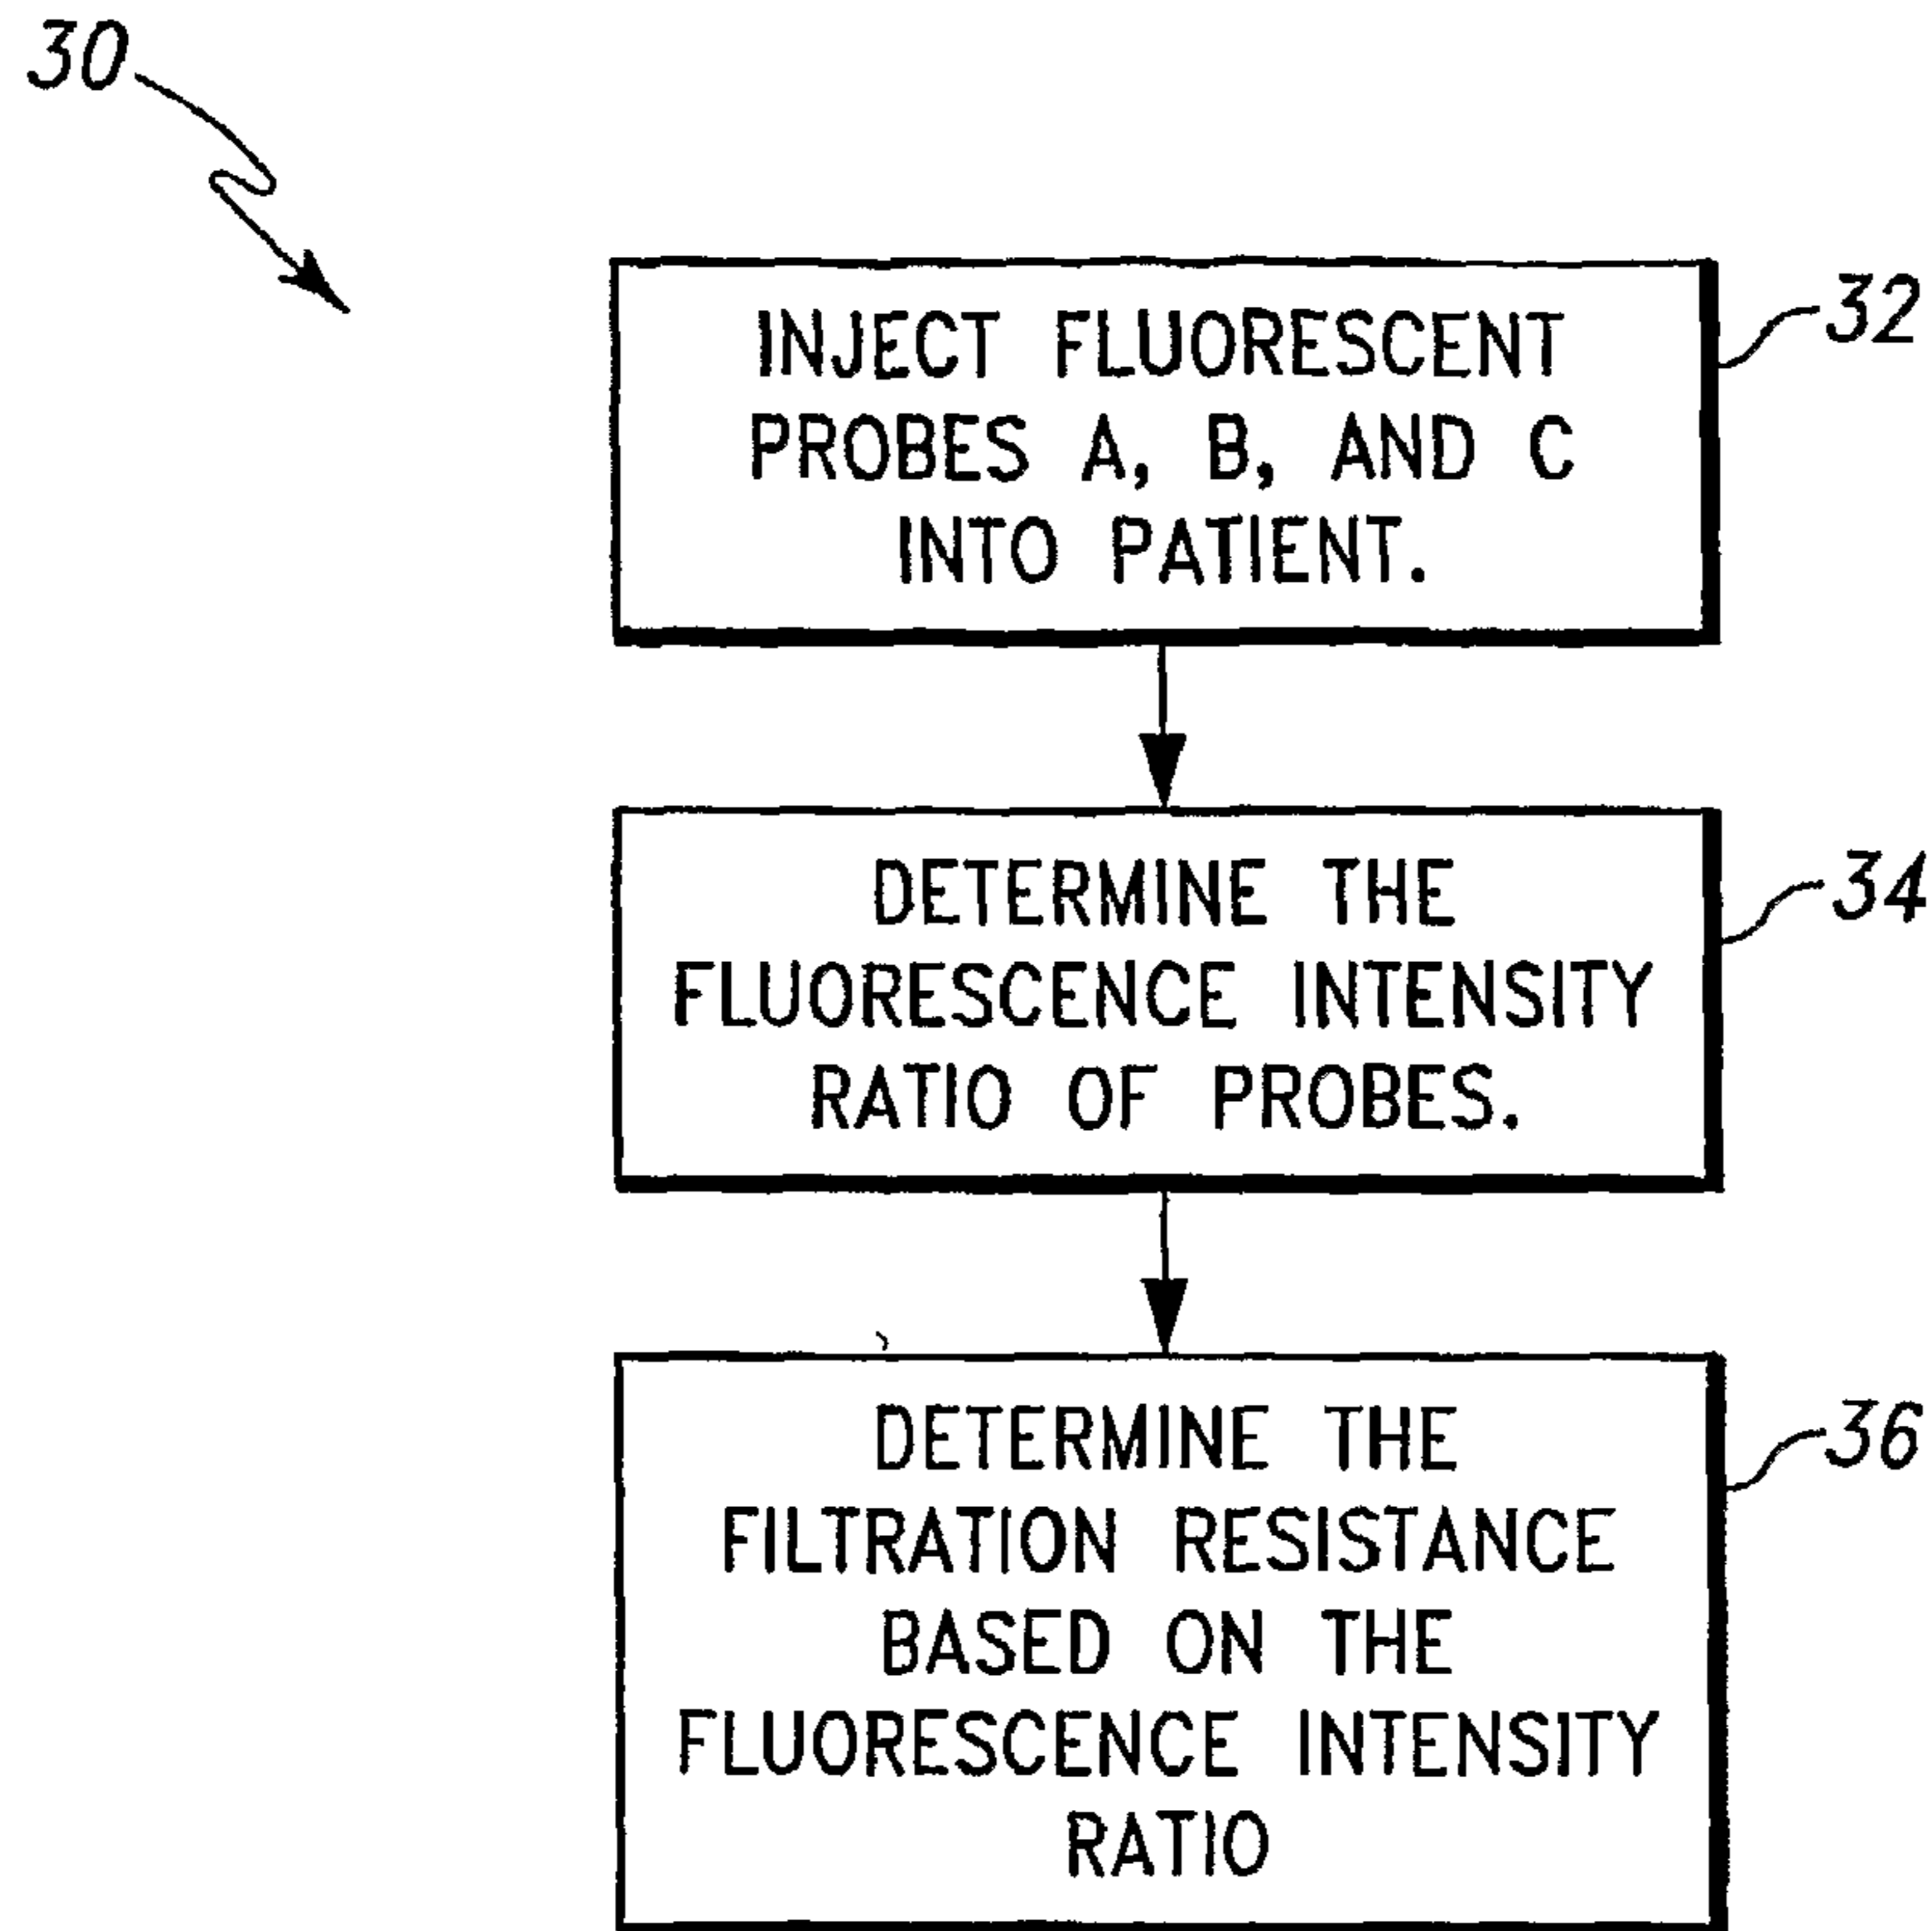 30
INJECT FLUORESCENT
PROBES A, B, AND C
INTO PATIENT.
32
DETERMINE THE
FLUORESCENCE INTENSITY
RATIO OF PROBES.
34
DETERMINE THE
FILTRATION RESISTANCE
BASED ON THE
FLUORESCENCE INTENSITY
RATIO
36